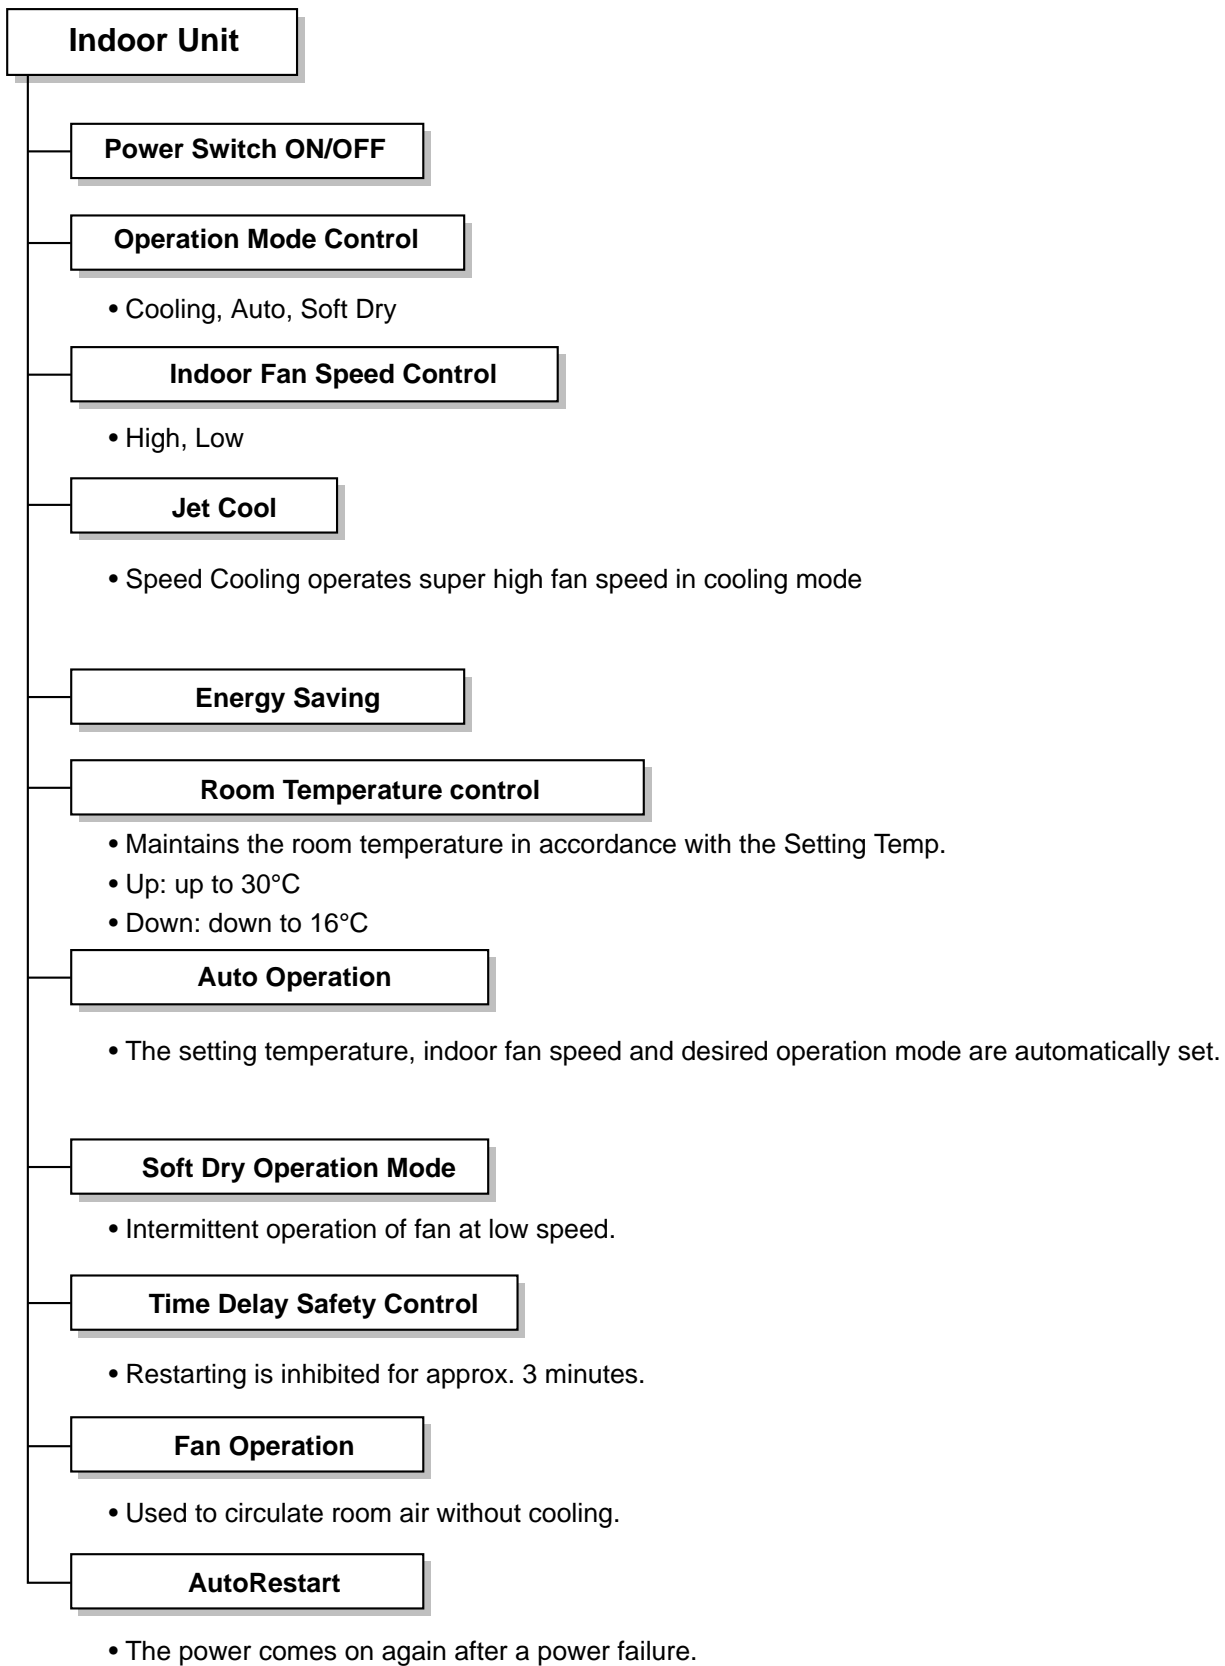 Indoor Unit
Power Switch ON/OFF
Operation Mode Control
• Cooling, Auto, Soft Dry
Indoor Fan Speed Control
• High, Low
Jet Cool
• Speed Cooling operates super high fan speed in cooling mode
Energy Saving
Room Temperature control
• Maintains the room temperature in accordance with the Setting Temp.
• Up: up to 30°C
• Down: down to 16°C
Auto Operation
• The setting temperature, indoor fan speed and desired operation mode are automatically set.
Soft Dry Operation Mode
• Intermittent operation of fan at low speed.
Time Delay Safety Control
• Restarting is inhibited for approx. 3 minutes.
Fan Operation
• Used to circulate room air without cooling.
AutoRestart
• The power comes on again after a power failure.